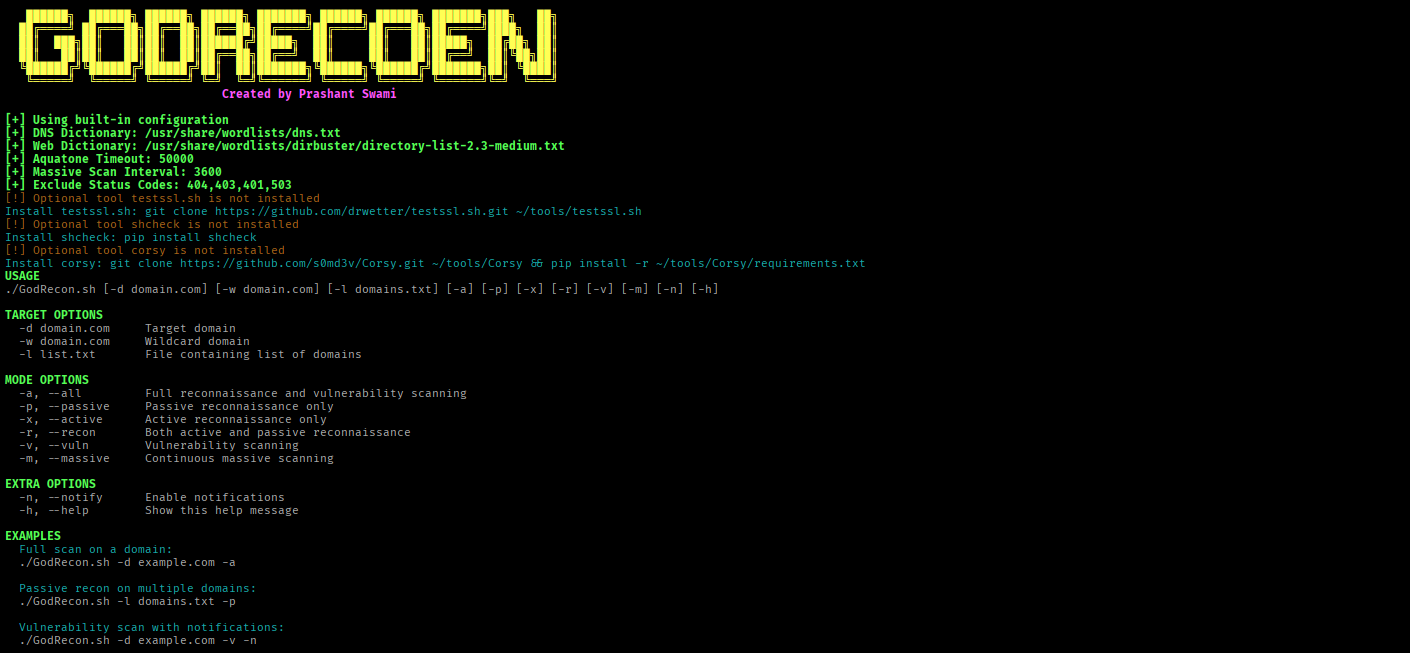 GODRECON
Created by Prashant Swami
[+] Using built-in configuration
[+] DNS Dictionary: /usr/share/wordlists/dns.txt
[+] Web Dictionary: /usr/share/wordlists/dirbuster/directory-list-2.3-medium.txt
[+] Aquatone Timeout: 50000
[+] Massive Scan Interval: 3600
[+] Exclude Status Codes: 404,403,401,503
[!] Optional tool testssl.sh is not installed
Install testssl.sh: git clone https://github.com/drwetter/testssl.sh.git ~/tools/testssl.sh
[!] Optional tool shcheck is not installed
Install shcheck: pip install shcheck
[!] Optional tool corsy is not installed
Install corsy: git clone https://github.com/s0md3v/Corsy.git ~/tools/Corsy && pip install -r ~/tools/Corsy/requirements.txt
USAGE
./GodRecon.sh [-d domain.com] [-w domain.com] [-l domains.txt] [-a] [-p] [-x] [-r] [-v] [-m] [-n] [-h]
TARGET OPTIONS
-d domain.com     Target domain
-w domain.com     Wildcard domain
-l list.txt       File containing list of domains
MODE OPTIONS
-a, --all         Full reconnaissance and vulnerability scanning
-p, --passive     Passive reconnaissance only
-x, --active      Active reconnaissance only
-r, --recon       Both active and passive reconnaissance
-v, --vuln        Vulnerability scanning
-m, --massive     Continuous massive scanning
EXTRA OPTIONS
-n, --notify      Enable notifications
-h, --help        Show this help message
EXAMPLES
Full scan on a domain:
./GodRecon.sh -d example.com -a
Passive recon on multiple domains:
./GodRecon.sh -l domains.txt -p
Vulnerability scan with notifications:
./GodRecon.sh -d example.com -v -n